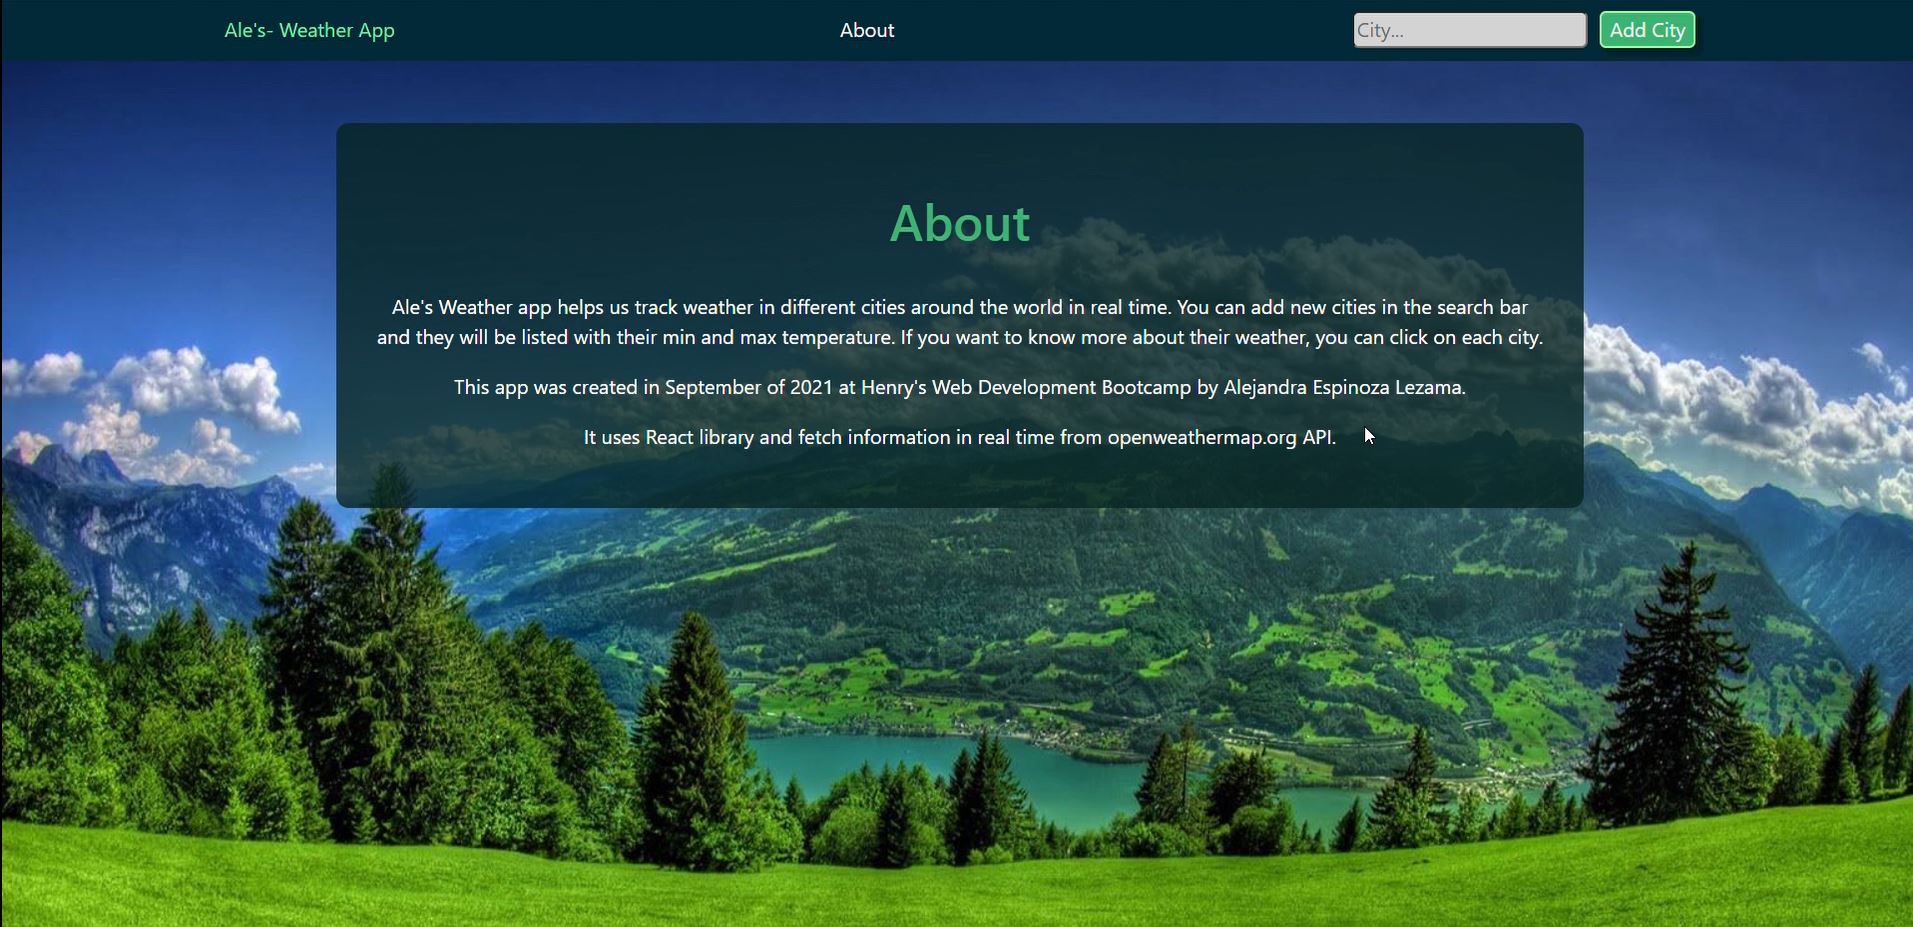 Ale's- Weather App
About
City...
Add City
About
Ale's Weather app helps us track weather in different cities around the world in real time. You can add new cities in the search bar
and they will be listed with their min and max temperature. If you want to know more about their weather, you can click on each city.
This app was created in September of 2021 at Henry's Web Development Bootcamp by Alejandra Espinoza Lezama.
It uses React library and fetch information in real time from openweathermap.org API.